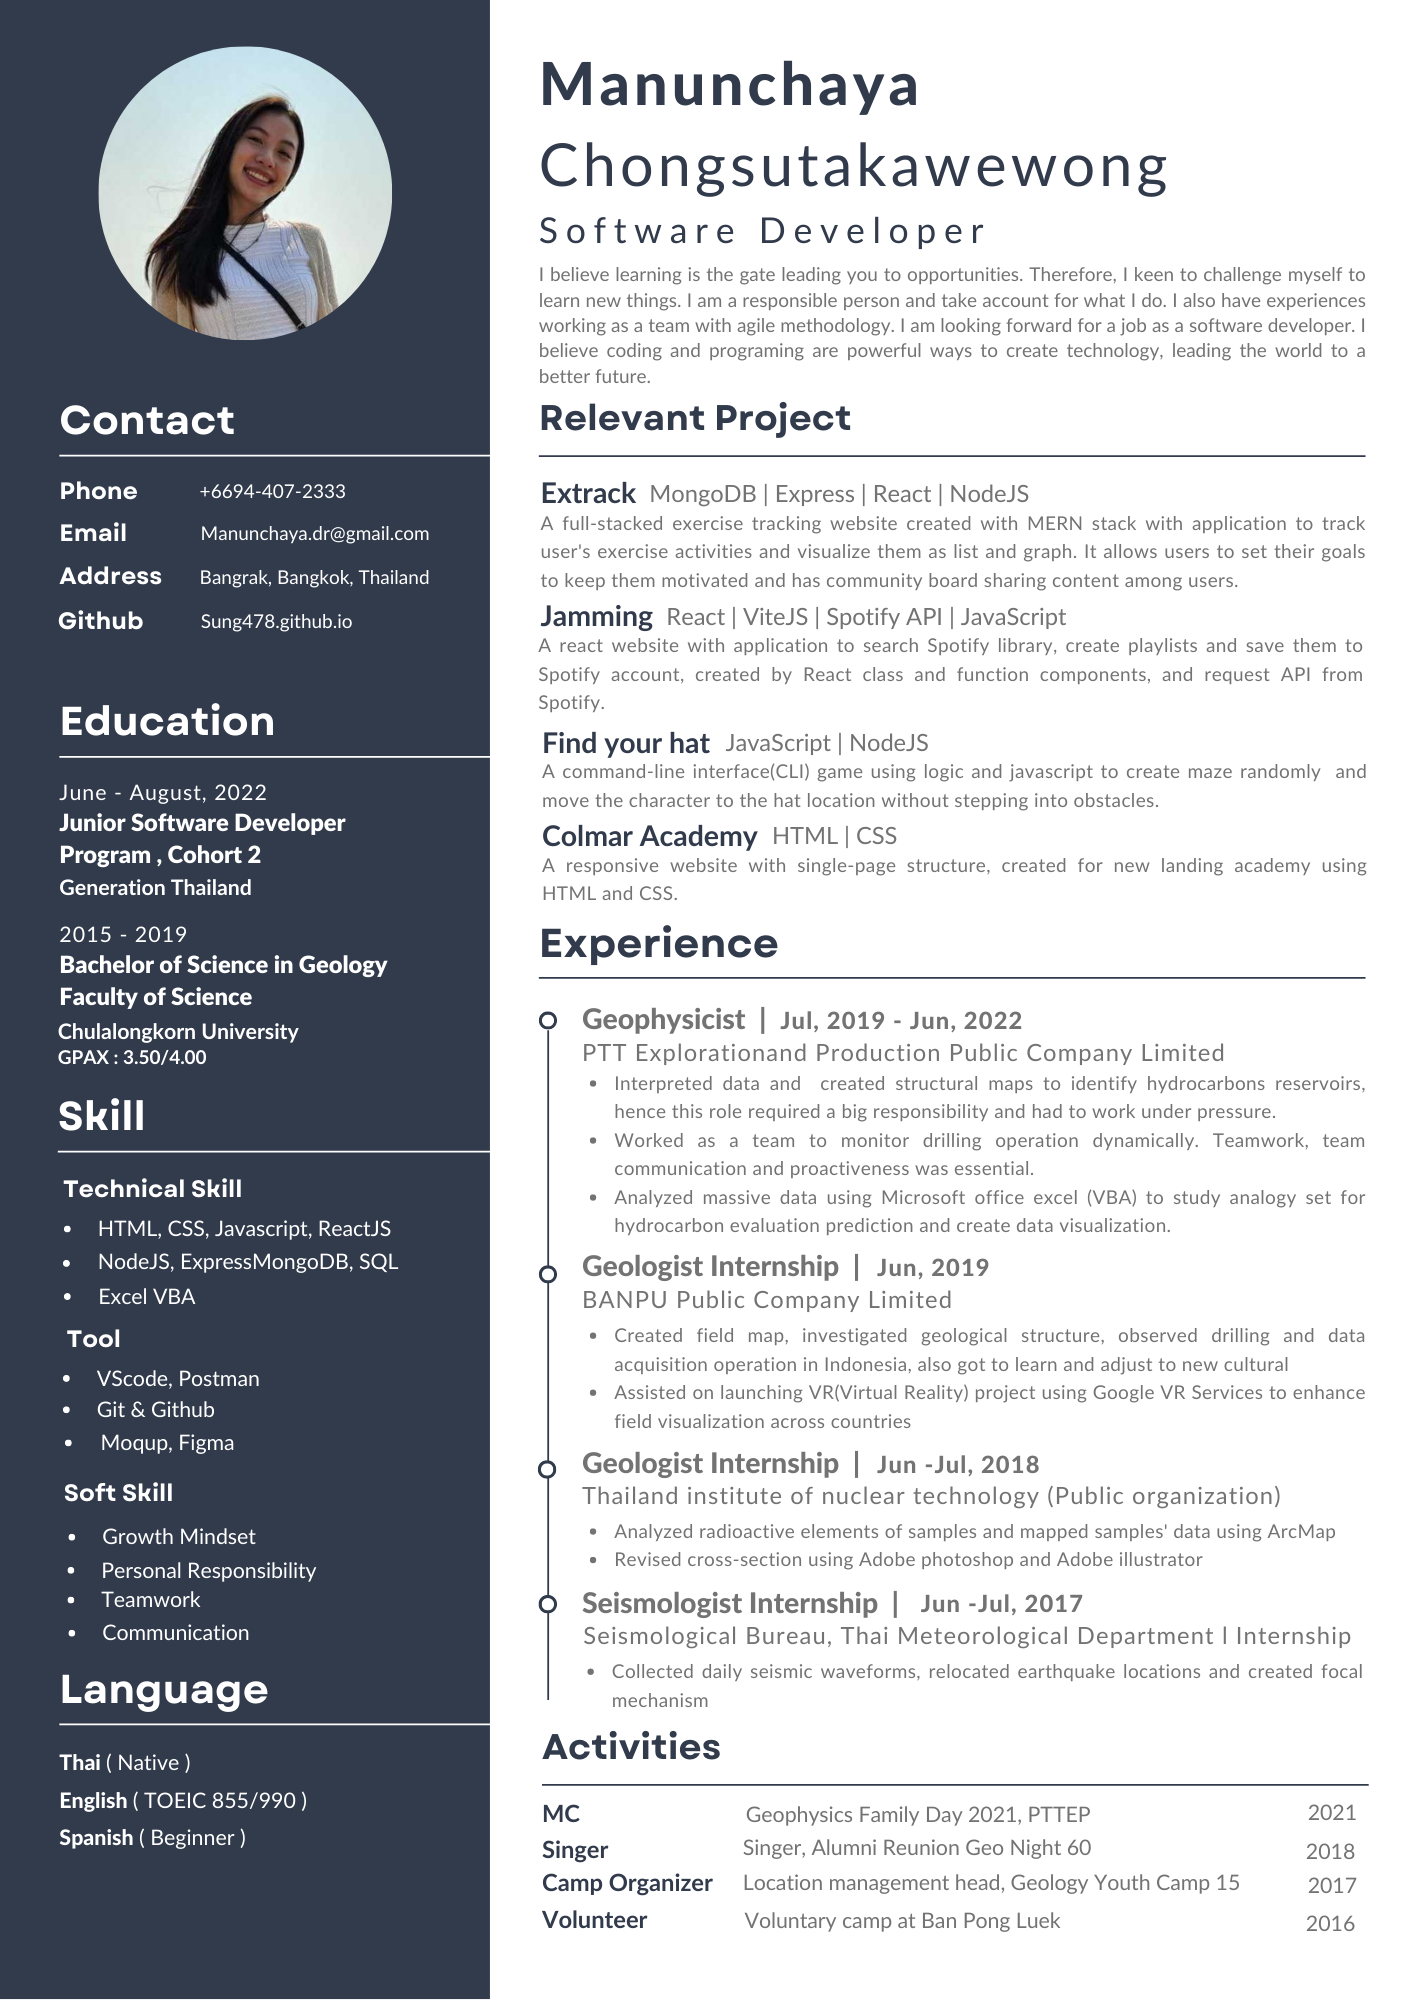 Manunchaya
Chongsutakawewong
Software Developer
I believe learning is the gate leading you to opportunities. Therefore, I keen to challenge myself to
learn new things. I am a responsible person and take account for what I do. I also have experiences
working as a team with agile methodology. I am looking forward for a job as a software developer. I
believe coding and programing are powerful ways to create technology, leading the world to a
better future.
Contact
Phone +6694-407-2333
Email Manunchaya.dr@gmail.com
Address Bangrak, Bangkok, Thailand
Github Sung478.github.io
Education
June - August, 2022
Junior Software Developer
Program , Cohort 2
Generation Thailand
2015 - 2019
Bachelor of Science in Geology
Faculty of Science
Chulalongkorn University
GPAX : 3.50/4.00
Skill
Technical Skill
• HTML, CSS, Javascript, ReactJS
• NodeJS, ExpressMongoDB, SQL
• Excel VBA
Tool
• VScode, Postman
• Git & Github
• Moqup, Figma
Soft Skill
• Growth Mindset
• Personal Responsibility
• Teamwork
• Communication
Language
Thai ( Native )
English ( TOEIC 855/990 )
Spanish ( Beginner )
Relevant Project
Extrack MongoDB | Express | React | NodeJS
A full-stacked exercise tracking website created with MERN stack with application to track
user's exercise activities and visualize them as list and graph. It allows users to set their goals
to keep them motivated and has community board sharing content among users.
Jamming React | ViteJS | Spotify API | JavaScript
A react website with application to search Spotify library, create playlists and save them to
Spotify account, created by React class and function components, and request API from
Spotify.
Find your hat JavaScript | NodeJS
A command-line interface(CLI) game using logic and javascript to create maze randomly and
move the character to the hat location without stepping into obstacles.
Colmar Academy HTML | CSS
A responsive website with single-page structure, created for new landing academy using
HTML and CSS.
Experience
Geophysicist | Jul, 2019 - Jun, 2022
PTT Explorationand Production Public Company Limited
• Interpreted data and created structural maps to identify hydrocarbons reservoirs,
hence this role required a big responsibility and had to work under pressure.
• Worked as a team to monitor drilling operation dynamically. Teamwork, team
communication and proactiveness was essential.
• Analyzed massive data using Microsoft office excel (VBA) to study analogy set for
hydrocarbon evaluation prediction and create data visualization.
Geologist Internship | Jun, 2019
BANPU Public Company Limited
• Created field map, investigated geological structure, observed drilling and data
acquisition operation in Indonesia, also got to learn and adjust to new cultural
• Assisted on launching VR(Virtual Reality) project using Google VR Services to enhance
field visualization across countries
Geologist Internship | Jun -Jul, 2018
Thailand institute of nuclear technology (Public organization)
• Analyzed radioactive elements of samples and mapped samples' data using ArcMap
• Revised cross-section using Adobe photoshop and Adobe illustrator
Seismologist Internship | Jun -Jul, 2017
Seismological Bureau, Thai Meteorological Department l Internship
• Collected daily seismic waveforms, relocated earthquake locations and created focal
mechanism
Activities
MC Geophysics Family Day 2021, PTTEP 2021
Singer Singer, Alumni Reunion Geo Night 60 2018
Camp Organizer Location management head, Geology Youth Camp 15 2017
Volunteer Voluntary camp at Ban Pong Luek 2016